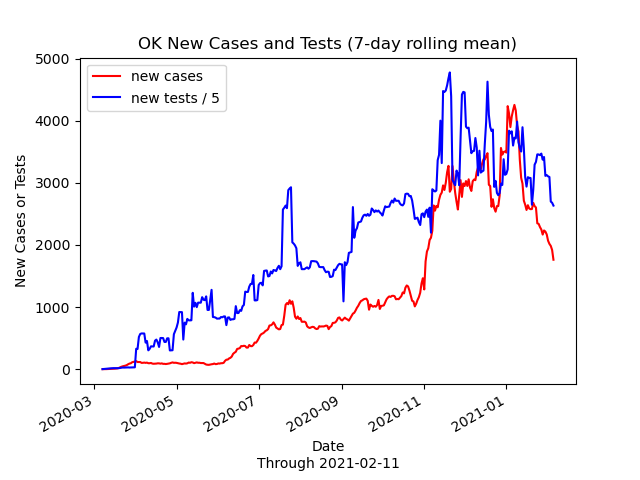 OK New Cases and Tests (7-day rolling mean)
new cases
new tests / 5
New Cases or Tests
5000
4000
3000
2000
1000
0
2020-03
2020-05
2020-07
2020-09
2020-11
2021-01
Date
Through 2021-02-11